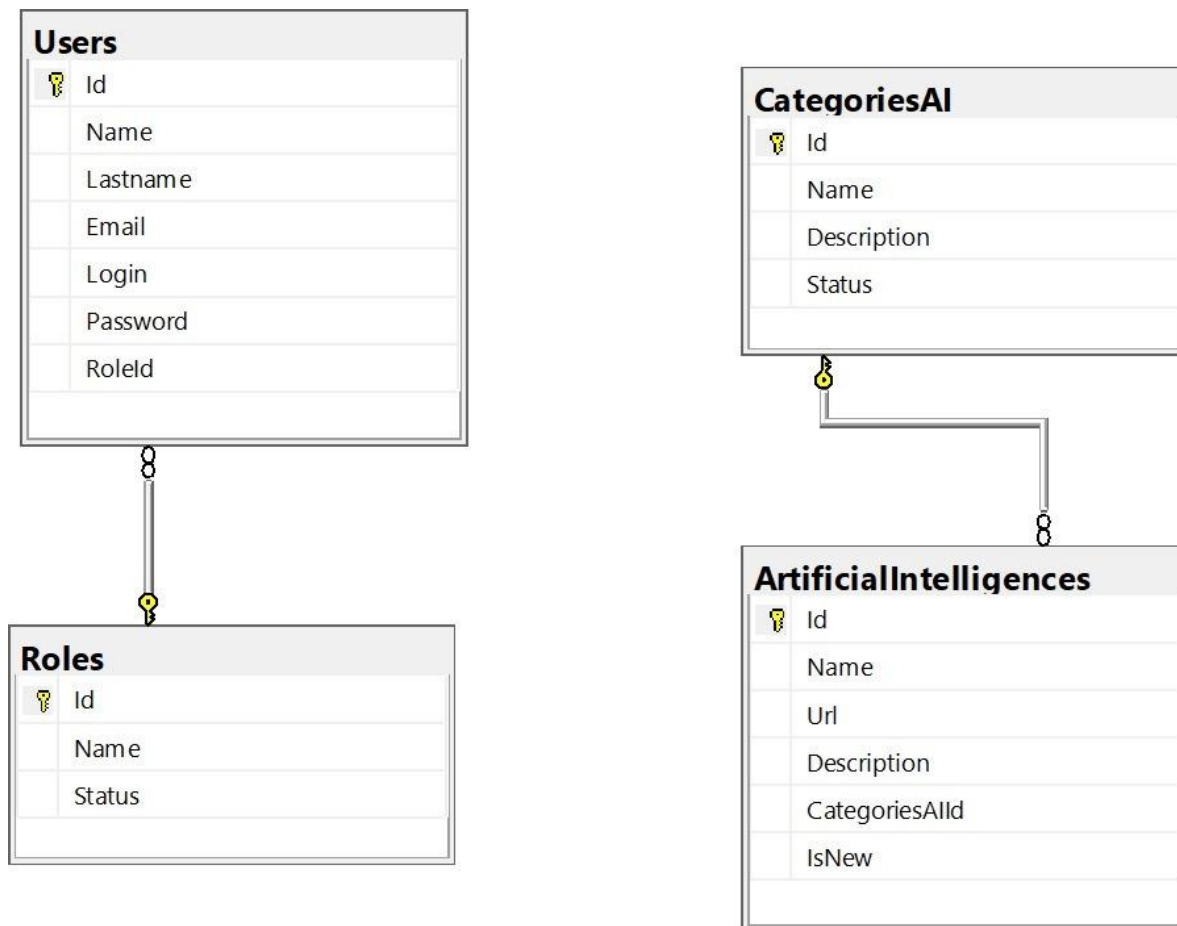 Users
Id
Name
Lastname
Email
Login
Password
RoleId
Roles
Id
Name
Status
CategoriesAI
Id
Name
Description
Status
ArtificialIntelligences
Id
Name
Url
Description
CategoriesAIId
IsNew